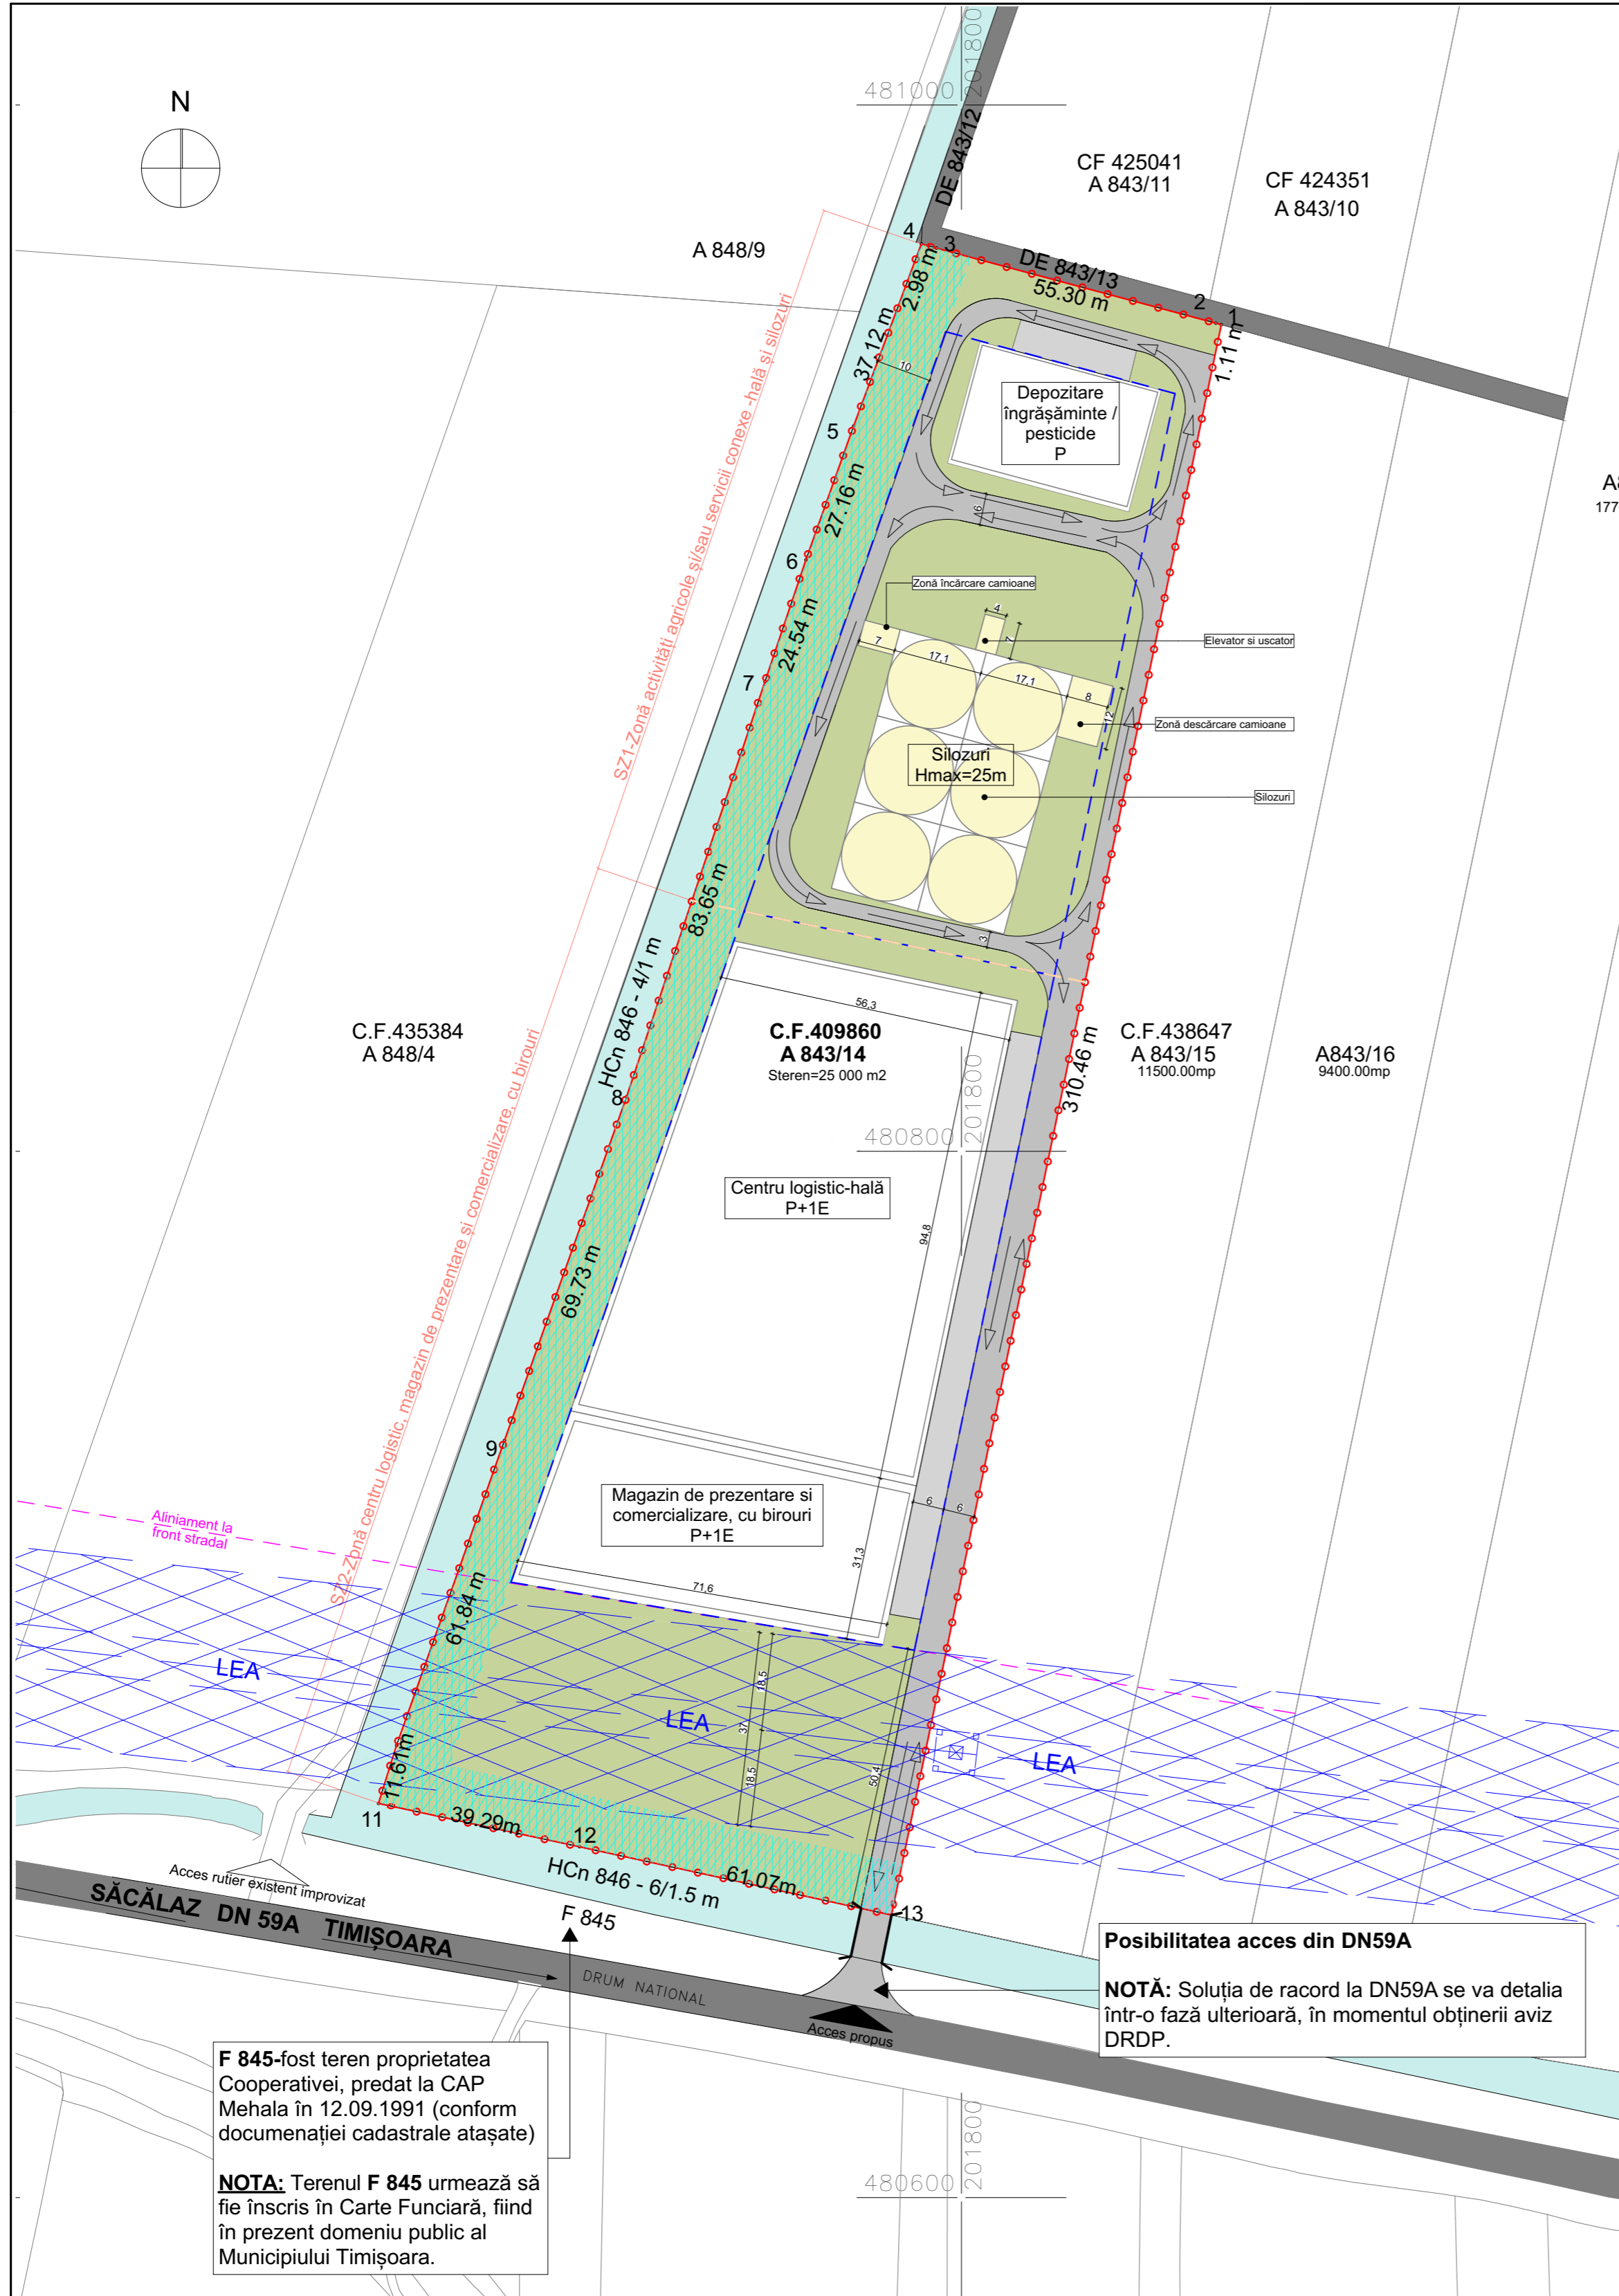 481000
201800
N
DE 843/12
CF 425041
A 843/11
CF 424351
A 843/10
A 848/9
4
3
DE 843/13
55.30 m
2
1
1.11 m
2.98 m
37.12 m
10
Depozitare
îngrășăminte /
pesticide
P
SZ1-Zonă activități agricole și/sau servicii conexe -hală și silozuri
5
27.16 m
6
A8
177
6
24.54 m
Zonă încărcare camioane
4
7
Elevator si uscator
7
17,1
17,1
8
12
7
Zonă descărcare camioane
Silozuri
Hmax=25m
Silozuri
83.65 m
3
HCn 846 - 4/1 m
56,3
C.F.435384
A 848/4
C.F.409860
A 843/14
Steren=25 000 m2
C.F.438647
A 843/15
11500.00mp
A843/16
9400.00mp
310.46 m
8
480800
201800
SZ2-Zonă centru logistic, magazin de prezentare și comercializare, cu birouri
Centru logistic-hală
P+1E
94,8
69.73 m
9
Magazin de prezentare si
comercializare, cu birouri
P+1E
6
6
Aliniament la
front stradal
31,3
71,6
61.84 m
LEA
LEA
LEA
18,5
37
18,5
50,4
11.61m
11
39.29m
12
61.07m
HCn 846 - 6/1.5 m
13
Acces rutier existent improvizat
F 845
SĂCĂLAZ DN 59A TIMIȘOARA
DRUM NATIONAL
Acces propus
Posibilitatea acces din DN59A
NOTĂ: Soluția de racord la DN59A se va detalia
într-o fază ulterioară, în momentul obținerii aviz
DRDP.
F 845-fost teren proprietatea
Cooperativei, predat la CAP
Mehala în 12.09.1991 (conform
documenației cadastrale atașate)
NOTA: Terenul F 845 urmează să
fie înscris în Carte Funciară, fiind
în prezent domeniu public al
Municipiului Timișoara.
480600
201800